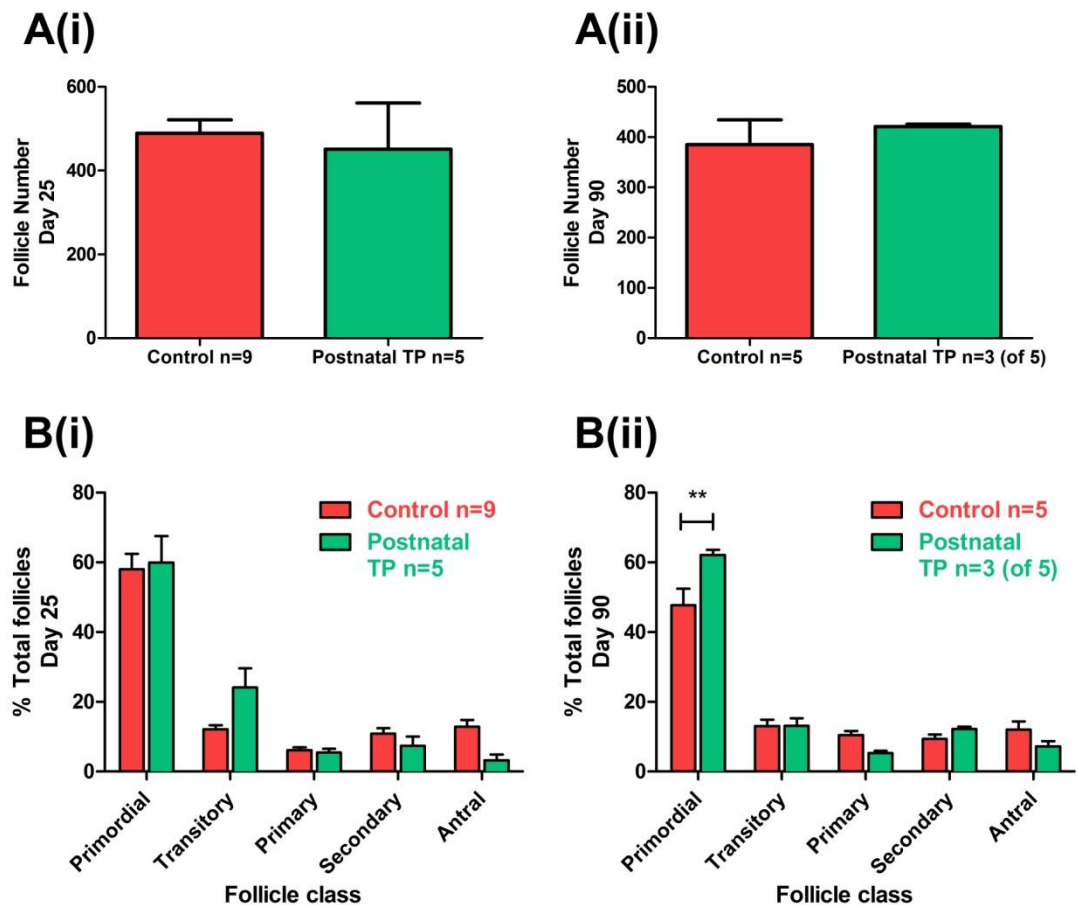 A(i)
Follicle Number
Day 25
600
400
200
0
Control n=9
Postnatal TP n=5
A(ii)
Follicle Number
Day 90
500
400
300
200
100
0
Control n=5
Postnatal TP n=3 (of 5)
B(i)
% Total follicles
Day 25
80
60
40
20
0
Control n=9
Postnatal
TP n=5
Primordial
Transitory
Primary
Secondary
Antral
Follicle class
B(ii)
% Total follicles
Day 90
80
60
40
20
0
**
Control n=5
Postnatal
TP n=3 (of 5)
Primordial
Transitory
Primary
Secondary
Antral
Follicle class